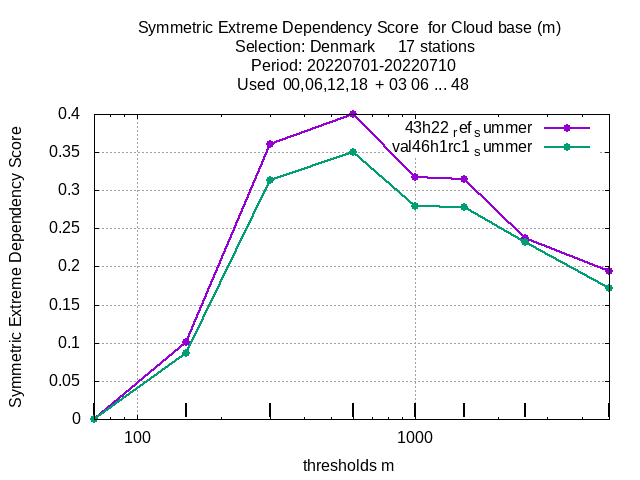 Symmetric Extreme Dependency Score for Cloud base (m)
Selection: Denmark 17 stations
Period: 20220701-20220710
Used 00,06,12,18 + 03 06 ... 48
Symmetric Extreme Dependency Score
0.4
0.35
0.3
0.25
0.2
0.15
0.1
0.05
0
43h22refsummer
val46h1rc1summer
100
1000
thresholds m